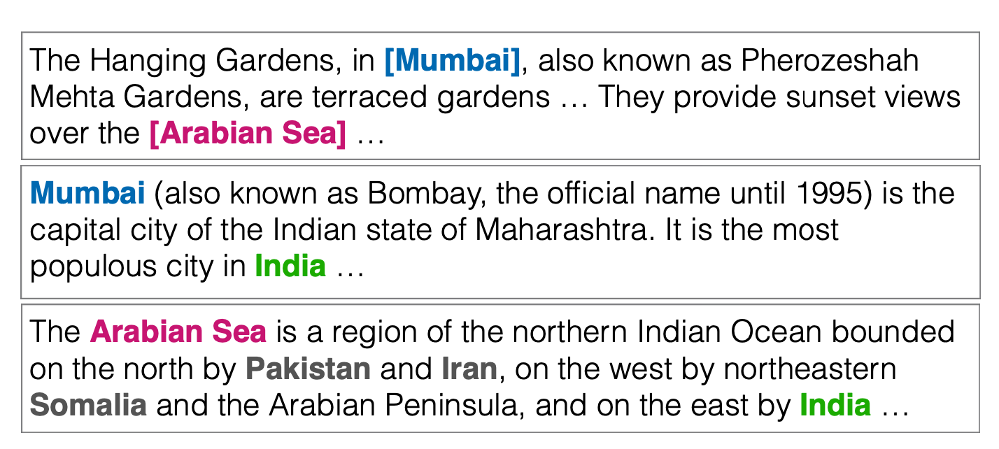 The Hanging Gardens, in [Mumbai], also known as Pherozeshah
Mehta Gardens, are terraced gardens … They provide sunset views
over the [Arabian Sea] …
Mumbai (also known as Bombay, the official name until 1995) is the
capital city of the Indian state of Maharashtra. It is the most
populous city in India …
The Arabian Sea is a region of the northern Indian Ocean bounded
on the north by Pakistan and Iran, on the west by northeastern
Somalia and the Arabian Peninsula, and on the east by India …